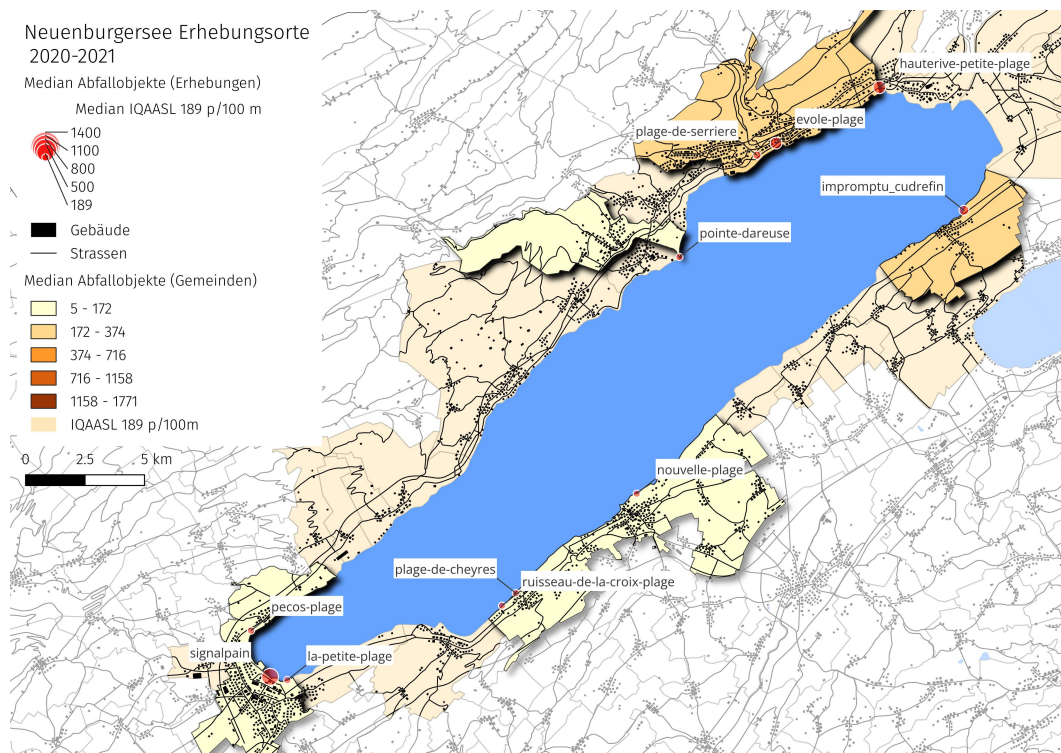 Neuenburgersee Erhebungsorte
2020-2021
Median Abfallobjekte (Erhebungen)
Median IQAASL 189 p/100 m
1400
1100
800
500
189
Gebäude
Strassen
Median Abfallobjekte (Gemeinden)
5 - 172
172 - 374
374 - 716
716 - 1158
1158 - 1771
IQAASL 189 p/100m
0 2.5 5 km
hauterive-petite-plage
evole-plage
plage-de-serriere
impromptu_cudrefin
pointe-dareuse
nouvelle-plage
plage-de-cheyres
ruisseau-de-la-croix-plage
pecos-plage
signalpain
la-petite-plage